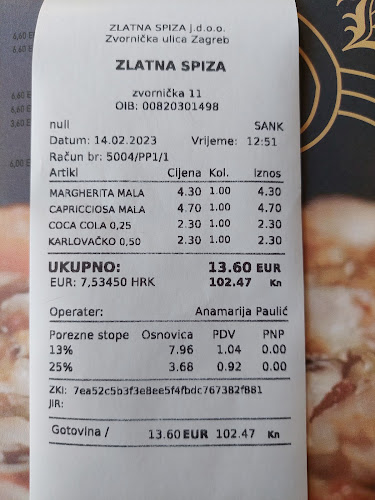 ZLATNA SPIZA j.d.o.o.
Zvornička ulica Zagreb
ZLATNA SPIZA
zvornička 11
OIB: 00820301498
null SANK
Datum: 14.02.2023 Vrijeme: 12:51
Račun br: 5004/PP1/1
Artikl Cijena Kol. Iznos
MARGHERITA MALA 4.30 1.00 4.30
CAPRICCIOSA MALA 4.70 1.00 4.70
COCA COLA 0,25 2.30 1.00 2.30
KARLOVAČKO 0,50 2.30 1.00 2.30
UKUPNO: 13.60 EUR
EUR: 7,53450 HRK 102.47 Kn
Operater: Anamarija Paulić
Porezne stope Osnovica PDV PNP
13% 7.96 1.04 0.00
25% 3.68 0.92 0.00
ZKI: 7ea52c5b3f3e8ee5f4fbdc767382f881
JIR:
Gotovina / 13.60 EUR 102.47 Kn